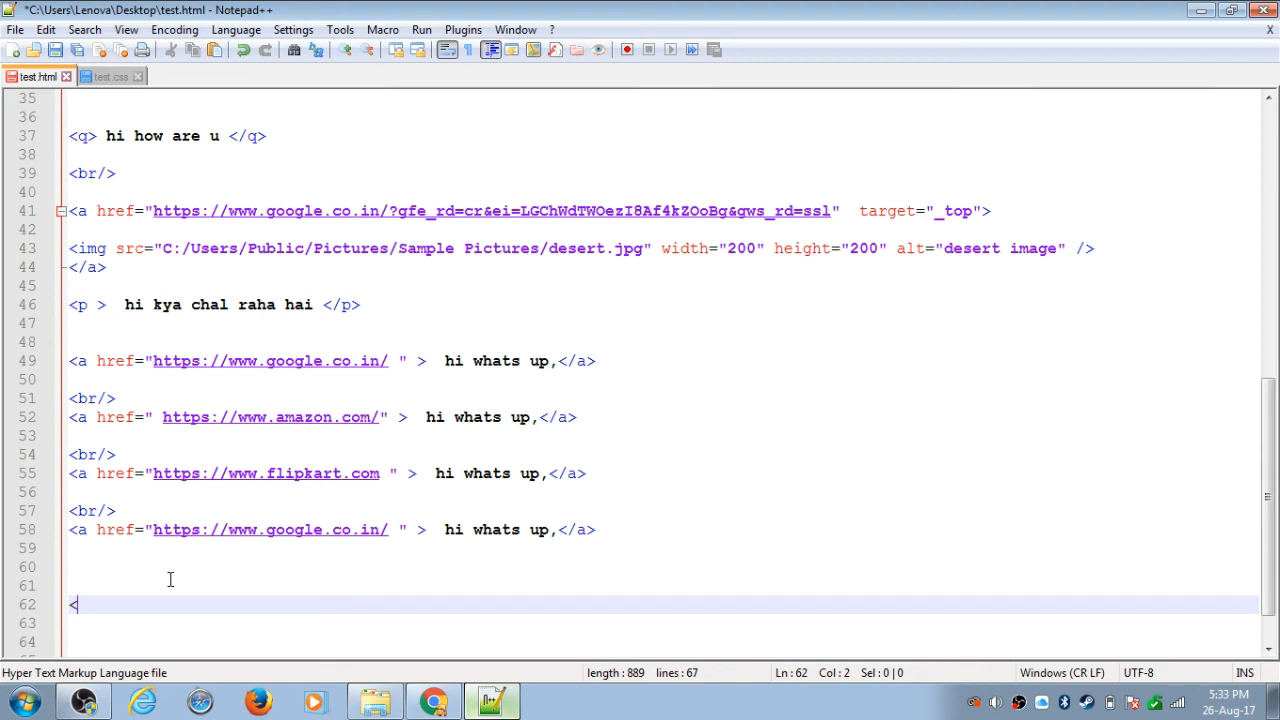 *C:\Users\Lenova\Desktop\test.html - Notepad++
File Edit Search View Encoding Language Settings Tools Macro Run Plugins Window ? X
test.html test.css
35
36
37 <q> hi how are u </q>
38
39 <br/>
40
41 <a href="https://www.google.co.in/?gfe_rd=cr&ei=LGChWdTWOezI8Af4kZOoBg&gws_rd=ssl" target="_top">
42
43 <img src="C:/Users/Public/Pictures/Sample Pictures/desert.jpg" width="200" height="200" alt="desert image" />
44 </a>
45
46 <p > hi kya chal raha hai </p>
47
48
49 <a href="https://www.google.co.in/ " > hi whats up,</a>
50
51 <br/>
52 <a href=" https://www.amazon.com/" > hi whats up,</a>
53
54 <br/>
55 <a href="https://www.flipkart.com " > hi whats up,</a>
56
57 <br/>
58 <a href="https://www.google.co.in/ " > hi whats up,</a>
59
60
61
62 <
63
64
Hyper Text Markup Language file length : 889 lines : 67 Ln : 62 Col : 2 Sel : 0 | 0 Windows (CR LF) UTF-8 INS
5:33 PM
26-Aug-17